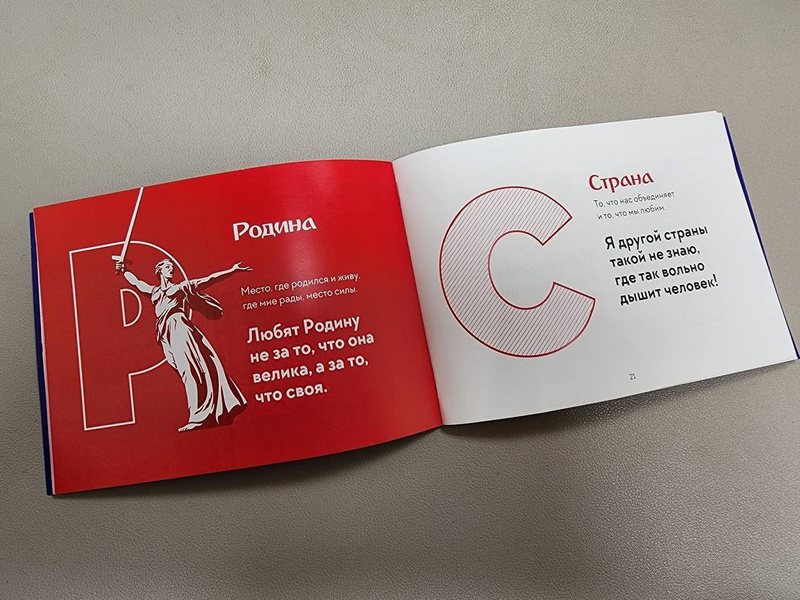 Р
Родина
Место, где родился и живу,
где мне рады, место силы.
Любят Родину
не за то, что она
велика, а за то,
что своя.
С
Страна
То, что нас объединяет
и то, что мы любим.
Я другой страны
такой не знаю,
где так вольно
дышит человек!
21